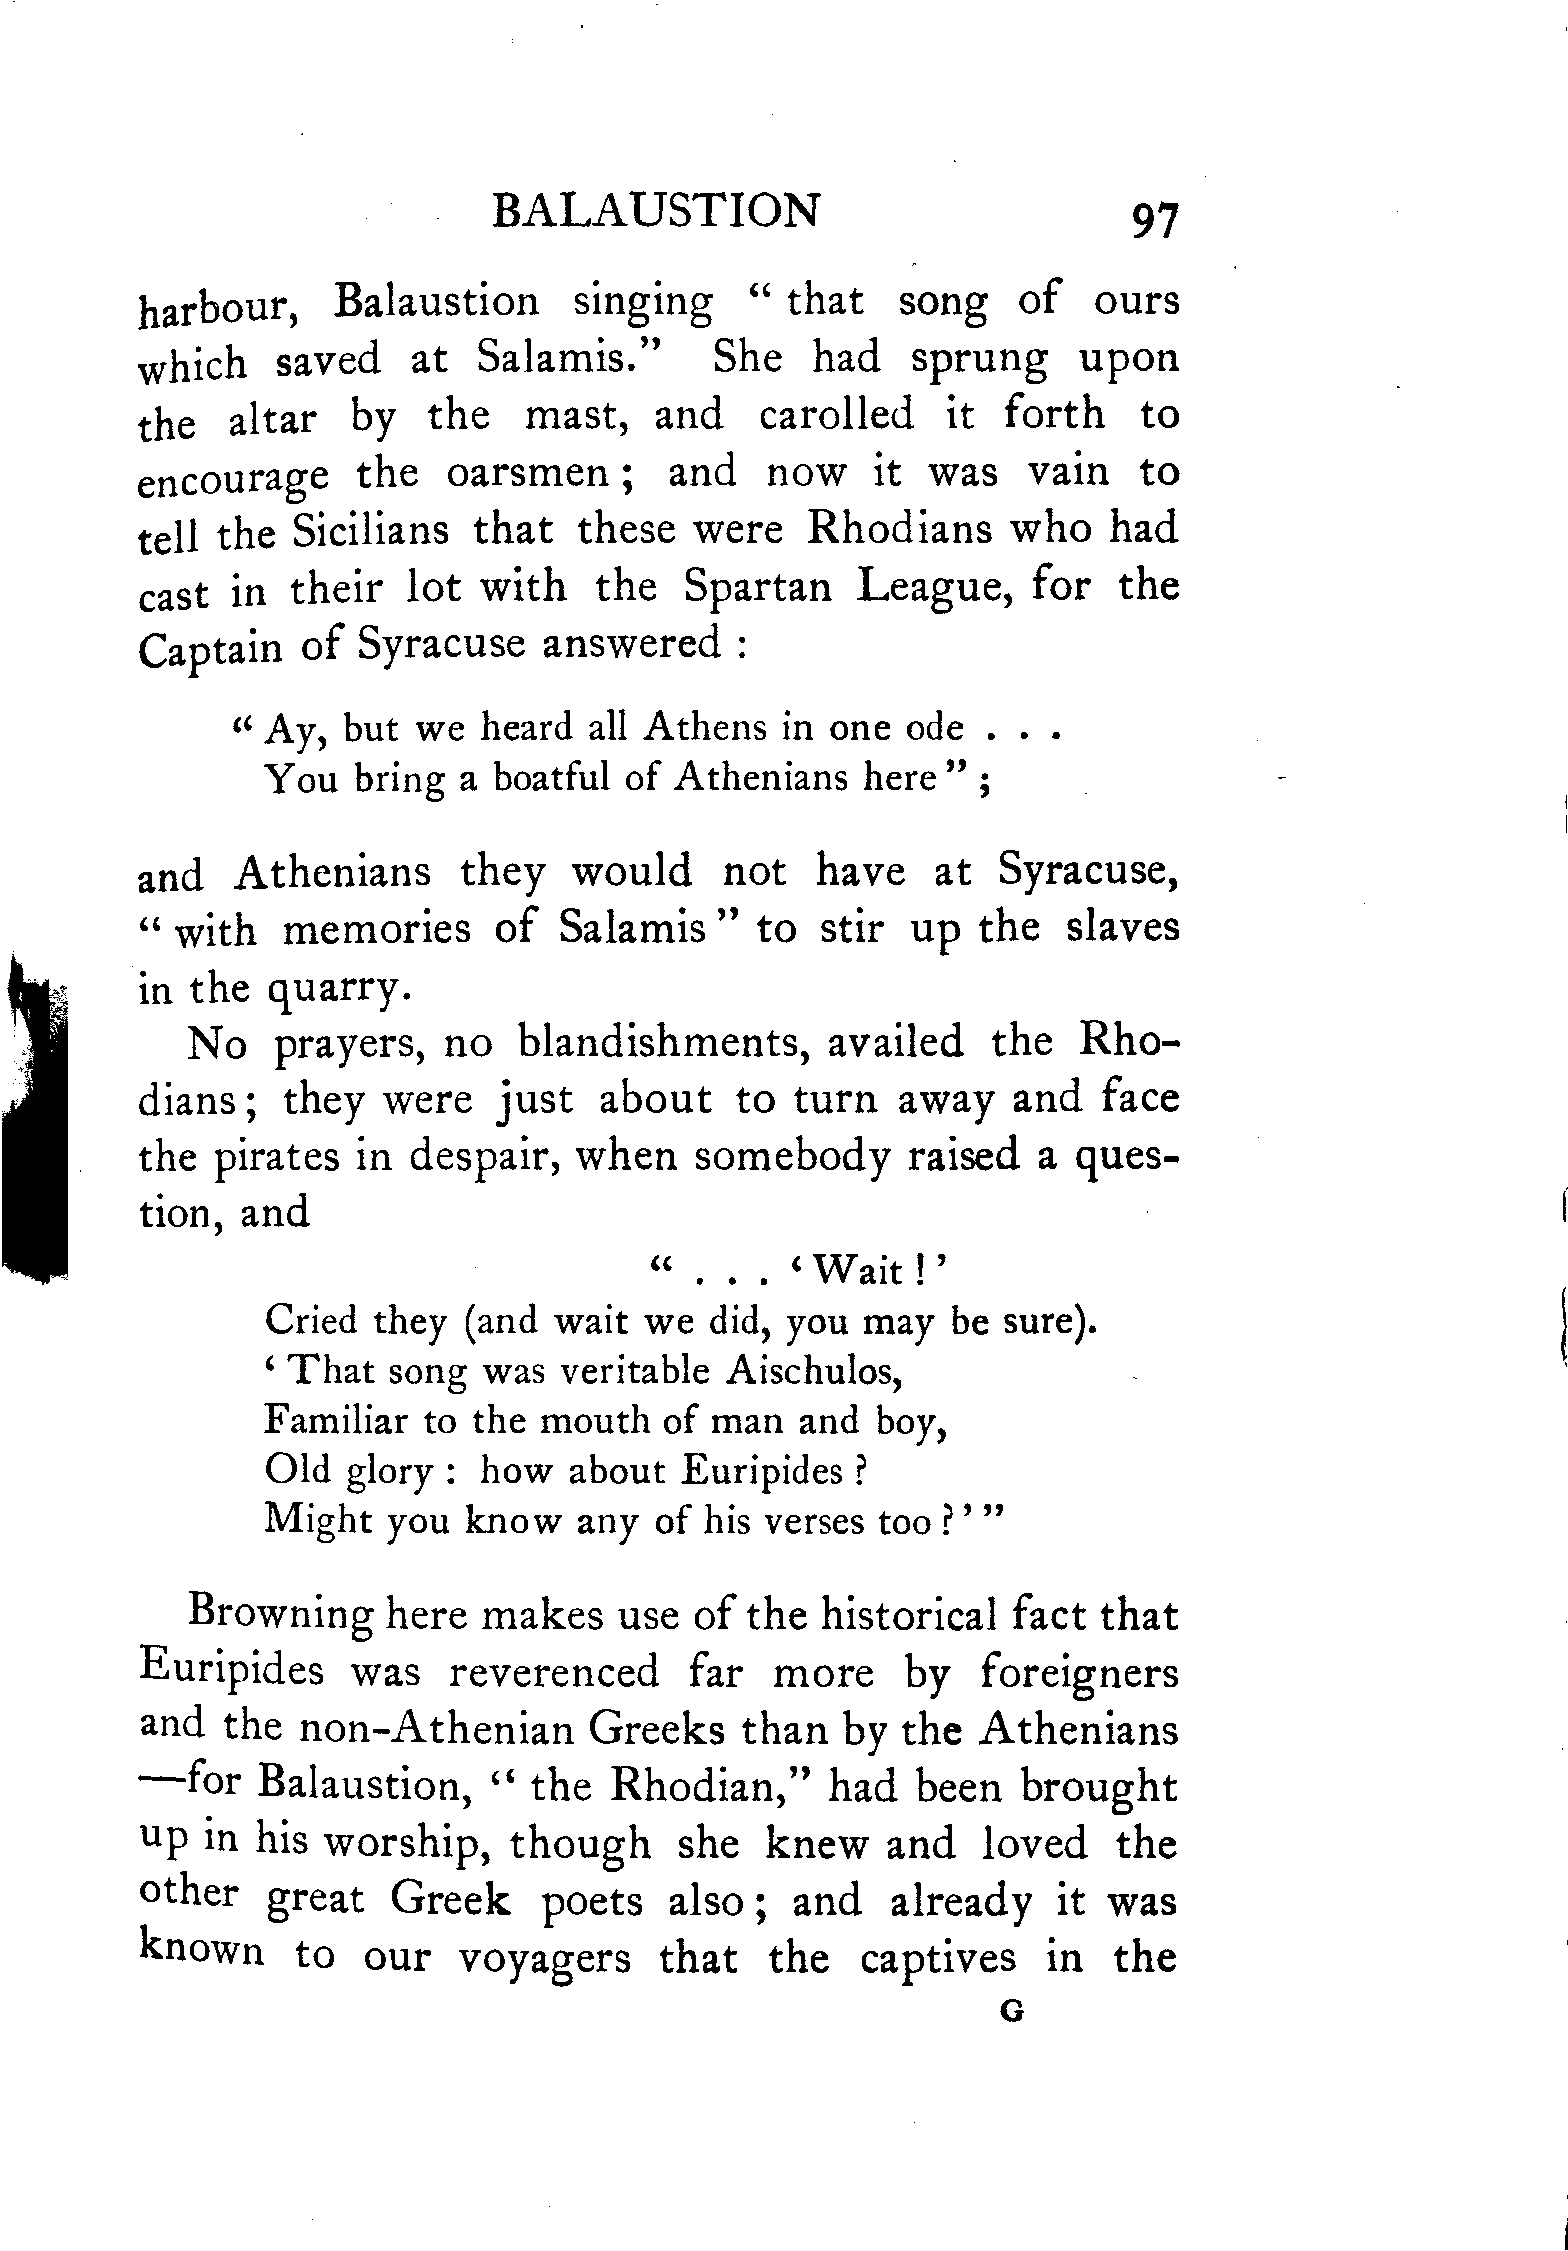 BALAUSTION 97
harbour, Balaustion singing “ that song of ours
which saved at Salamis.” She had sprung upon
the altar by the mast, and carolled it forth to
encourage the oarsmen ; and now it was vain to
tell the Sicilians that these were Rhodians who had
cast in their lot with the Spartan League, for the
Captain of Syracuse answered :
“ Ay, but we heard all Athens in one ode . . .
You bring a boatful of Athenians here ” ;
and Athenians they would not have at Syracuse,
“ with memories of Salamis ” to stir up the slaves
in the quarry.
No prayers, no blandishments, availed the Rho-
dians ; they were just about to turn away and face
the pirates in despair, when somebody raised a ques-
tion, and
“ . . . ‘ Wait ! ’
Cried they (and wait we did, you may be sure).
‘ That song was veritable Aischulos,
Familiar to the mouth of man and boy,
Old glory : how about Euripides ?
Might you know any of his verses too ? ’ ”
Browning here makes use of the historical fact that
Euripides was reverenced far more by foreigners
and the non-Athenian Greeks than by the Athenians
—for Balaustion, “ the Rhodian,” had been brought
up in his worship, though she knew and loved the
other great Greek poets also ; and already it was
known to our voyagers that the captives in the
G